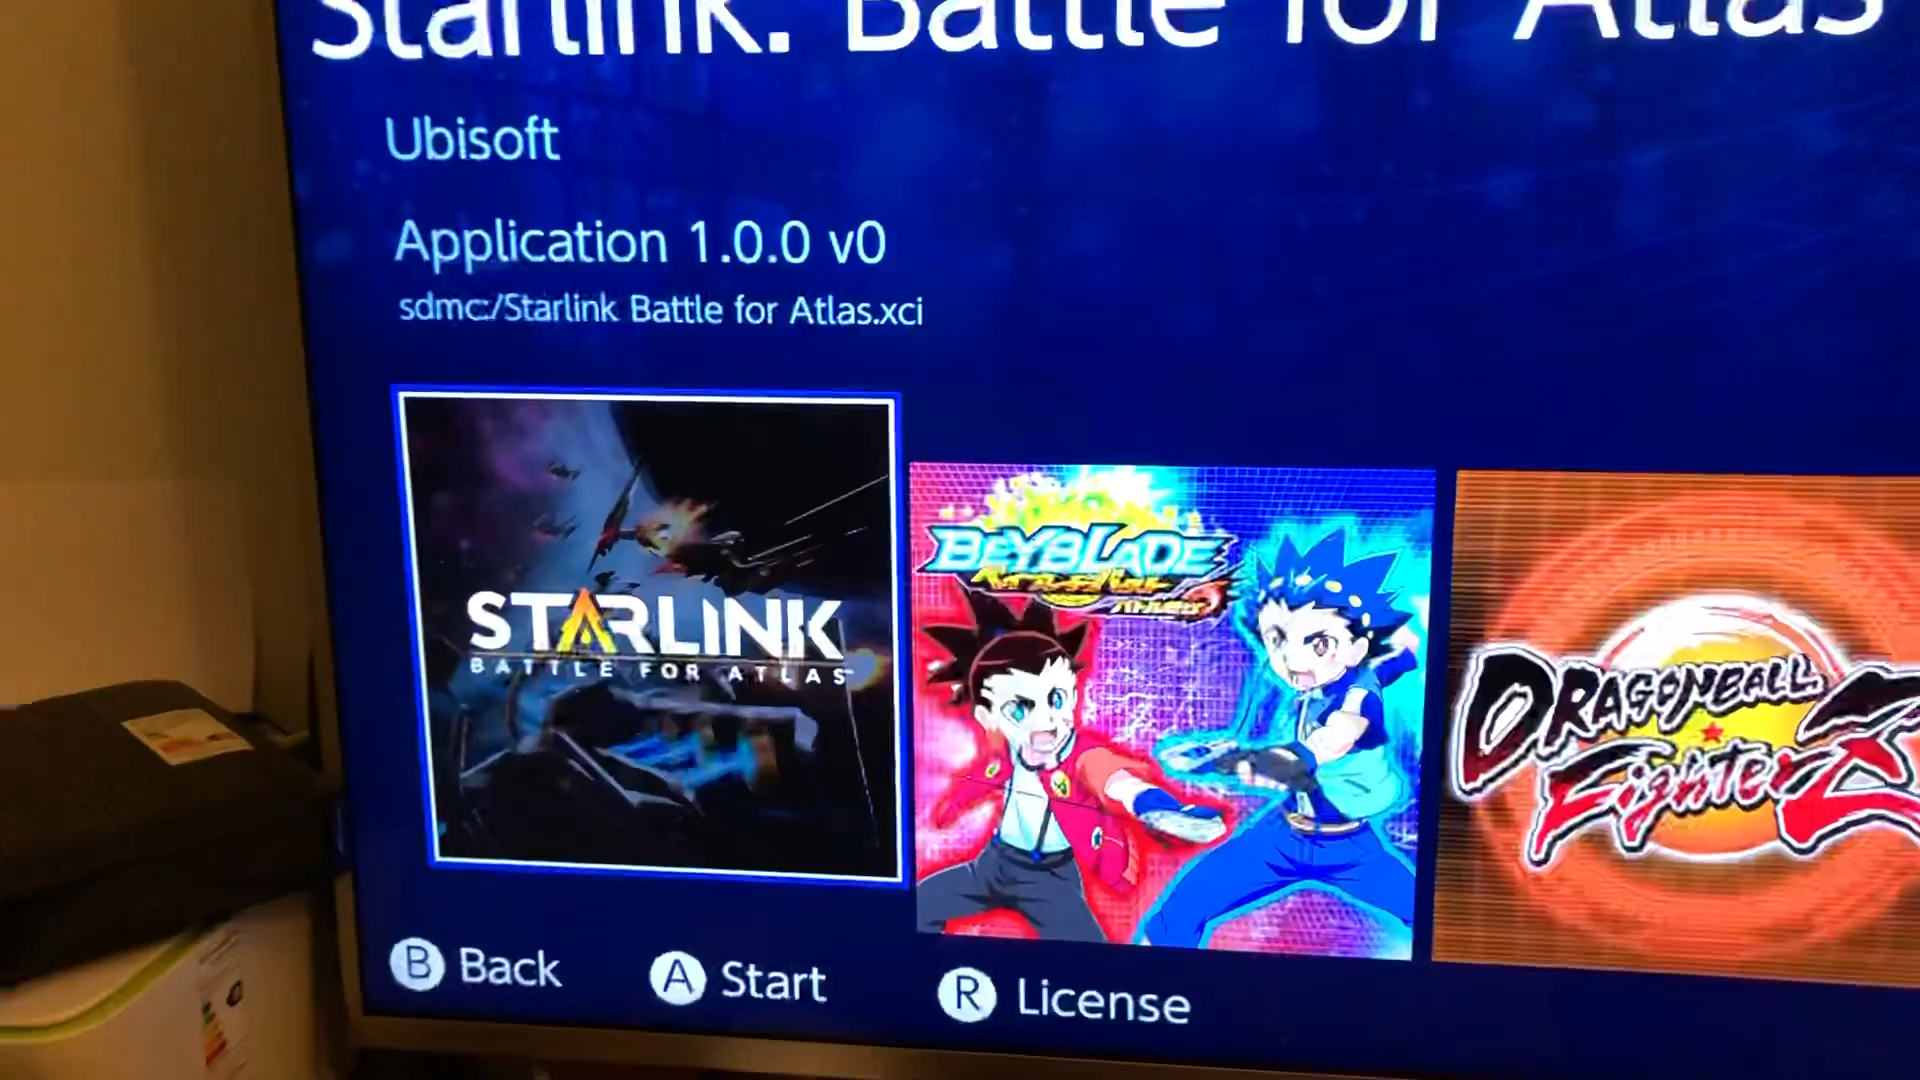 Starlink: Battle for Atlas
Ubisoft
Application 1.0.0 v0
sdmc:/Starlink Battle for Atlas.xci
STARLINK
BATTLE FOR ATLAS
BEYBLADE
DRAGONBALL
FighterZ
B Back
A Start
R License